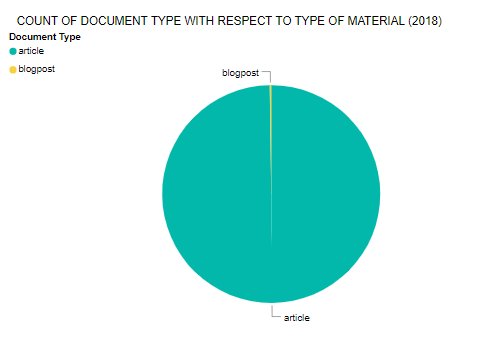 COUNT OF DOCUMENT TYPE WITH RESPECT TO TYPE OF MATERIAL (2018)
Document Type
article
blogpost
blogpost
article